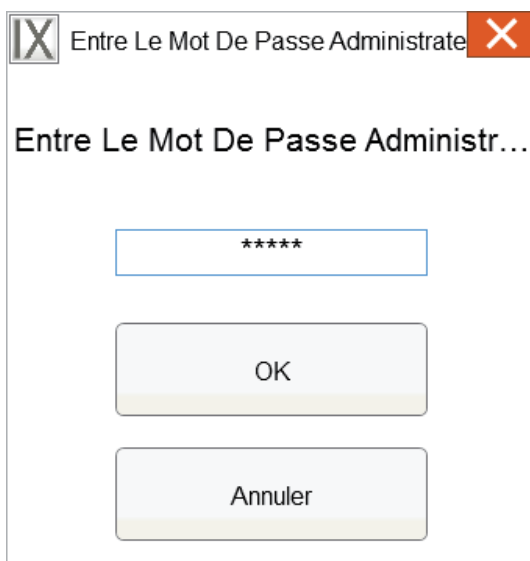 IX Entre Le Mot De Passe Administrate
Entre Le Mot De Passe Administr...
*****
OK
Annuler